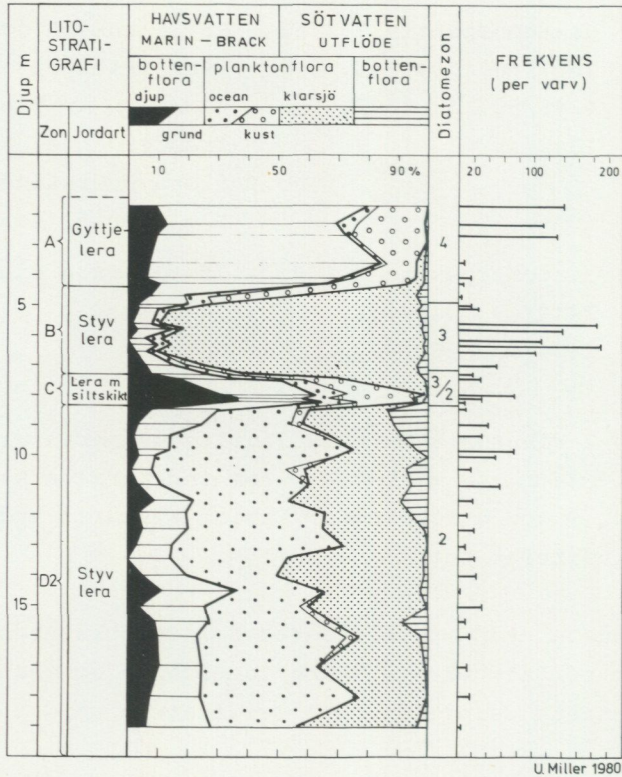 Djup m
LITO-
STRATI-
GRAFI
HAVSVATTEN
MARIN – BRACK
SÖTVATTEN
UTFLÖDE
Diatomezon
FREKVENS
(per varv)
botten-
flora
planktonflora
botten-
flora
djup
ocean
klarsjö
Zon
Jordart
grund
kust
10
.50
90 %
20
100
200
A
Gyttje-
lera
4
5
B
Styv
lera
3
C
Lera m
siltskikt
3/2
10
2
D2
Styv
lera
15
U. Miller 1980